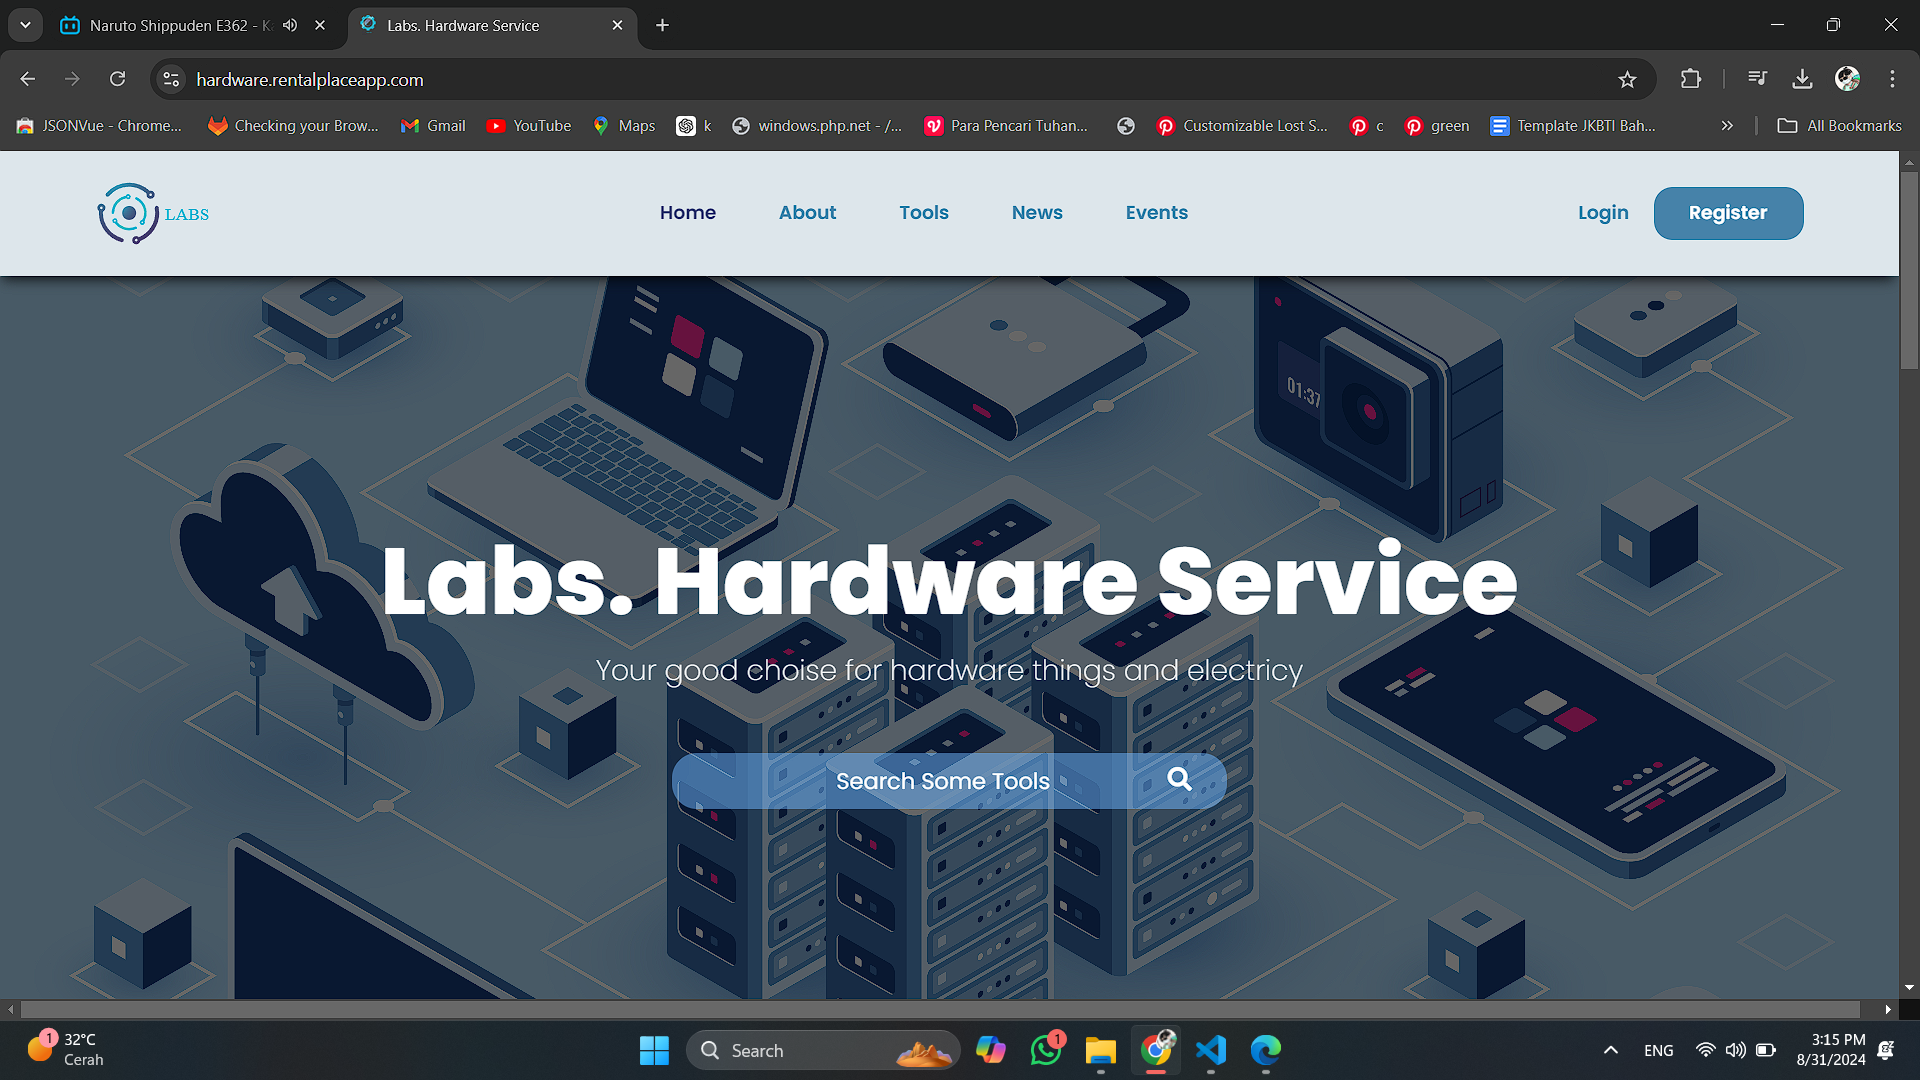 Naruto Shippuden E362 - Ka
Labs. Hardware Service
hardware.rentalplaceapp.com
JSONVue - Chrome...
Checking your Brow...
Gmail
YouTube
Maps
k
windows.php.net - /...
Para Pencari Tuhan...
Customizable Lost S...
c
green
Template JKBTI Bah...
All Bookmarks
LABS
Home
About
Tools
News
Events
Login
Register
01:37
Labs. Hardware Service
Your good choise for hardware things and electricy
Search Some Tools
1
32°C
Cerah
Search
1
ENG
3:15 PM
8/31/2024